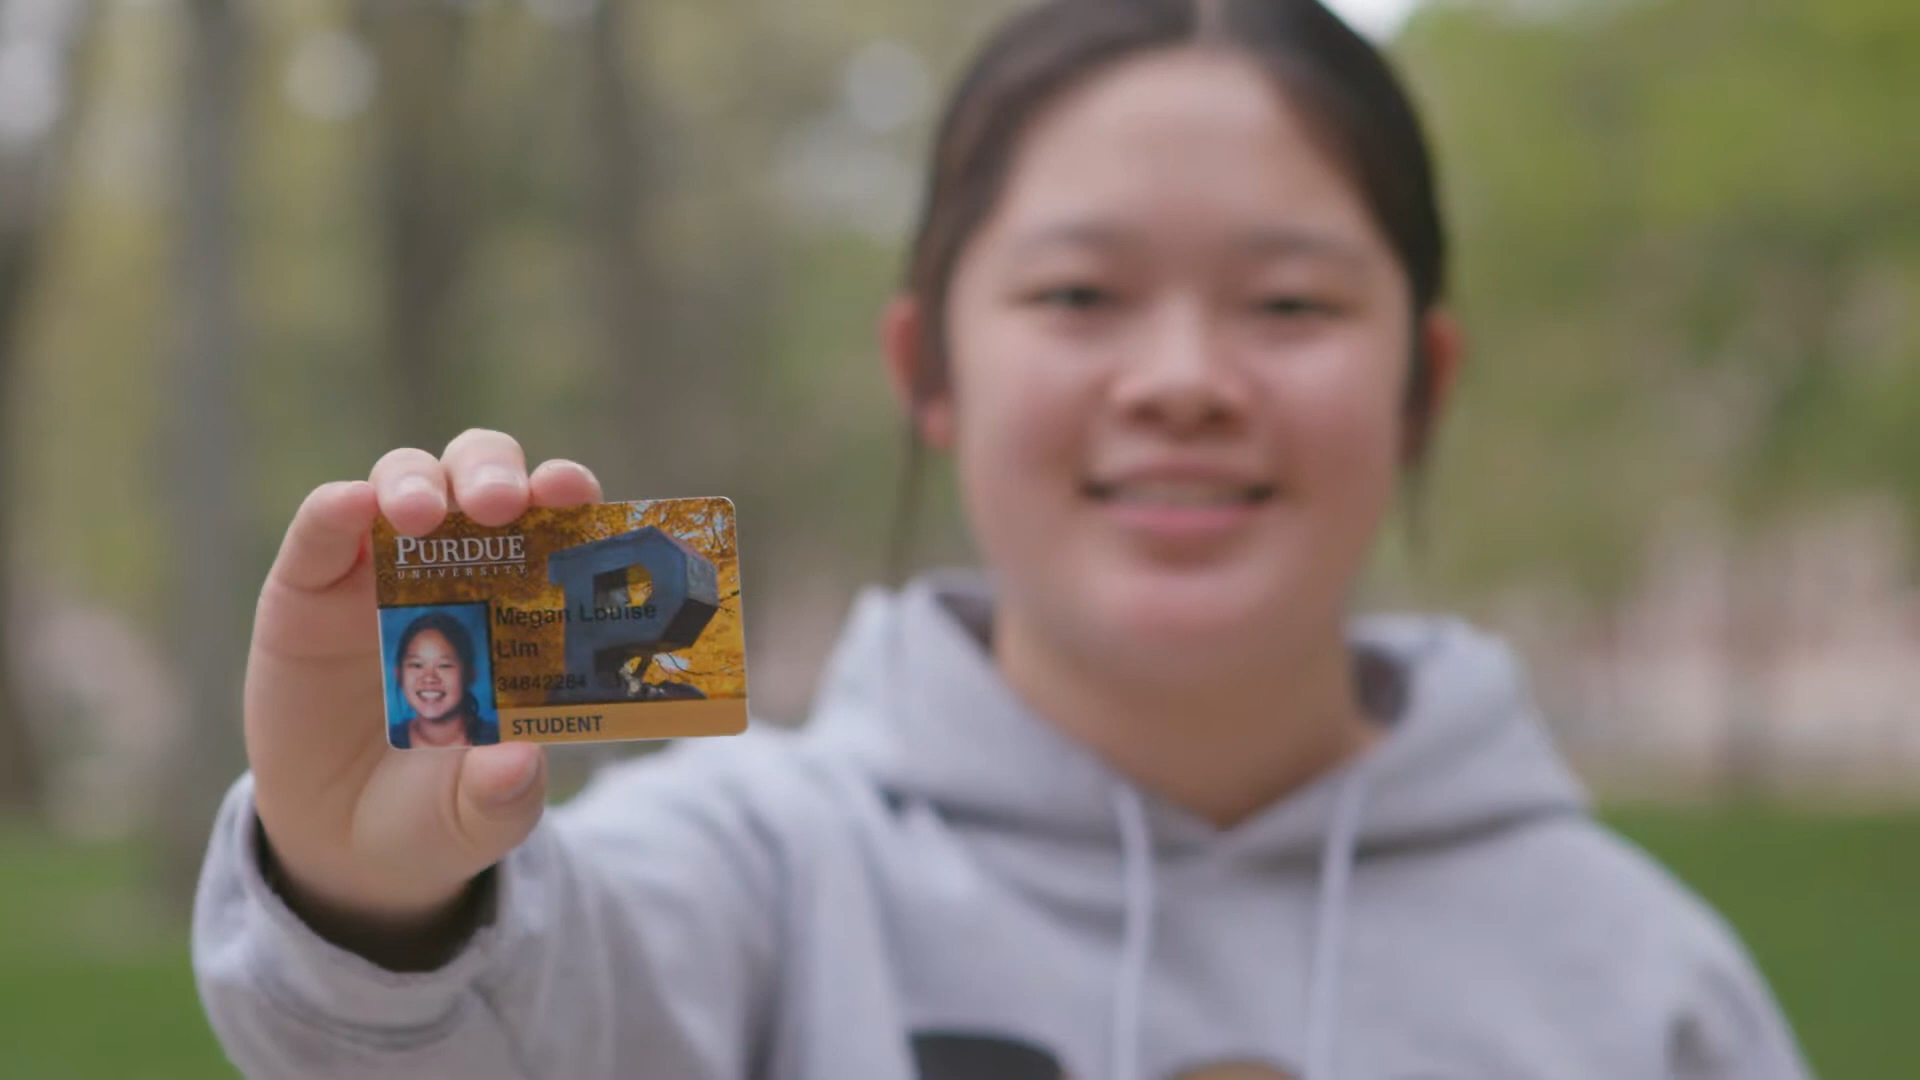 PURDUE
UNIVERSITY
Megan Louise
Lim
34842284
STUDENT